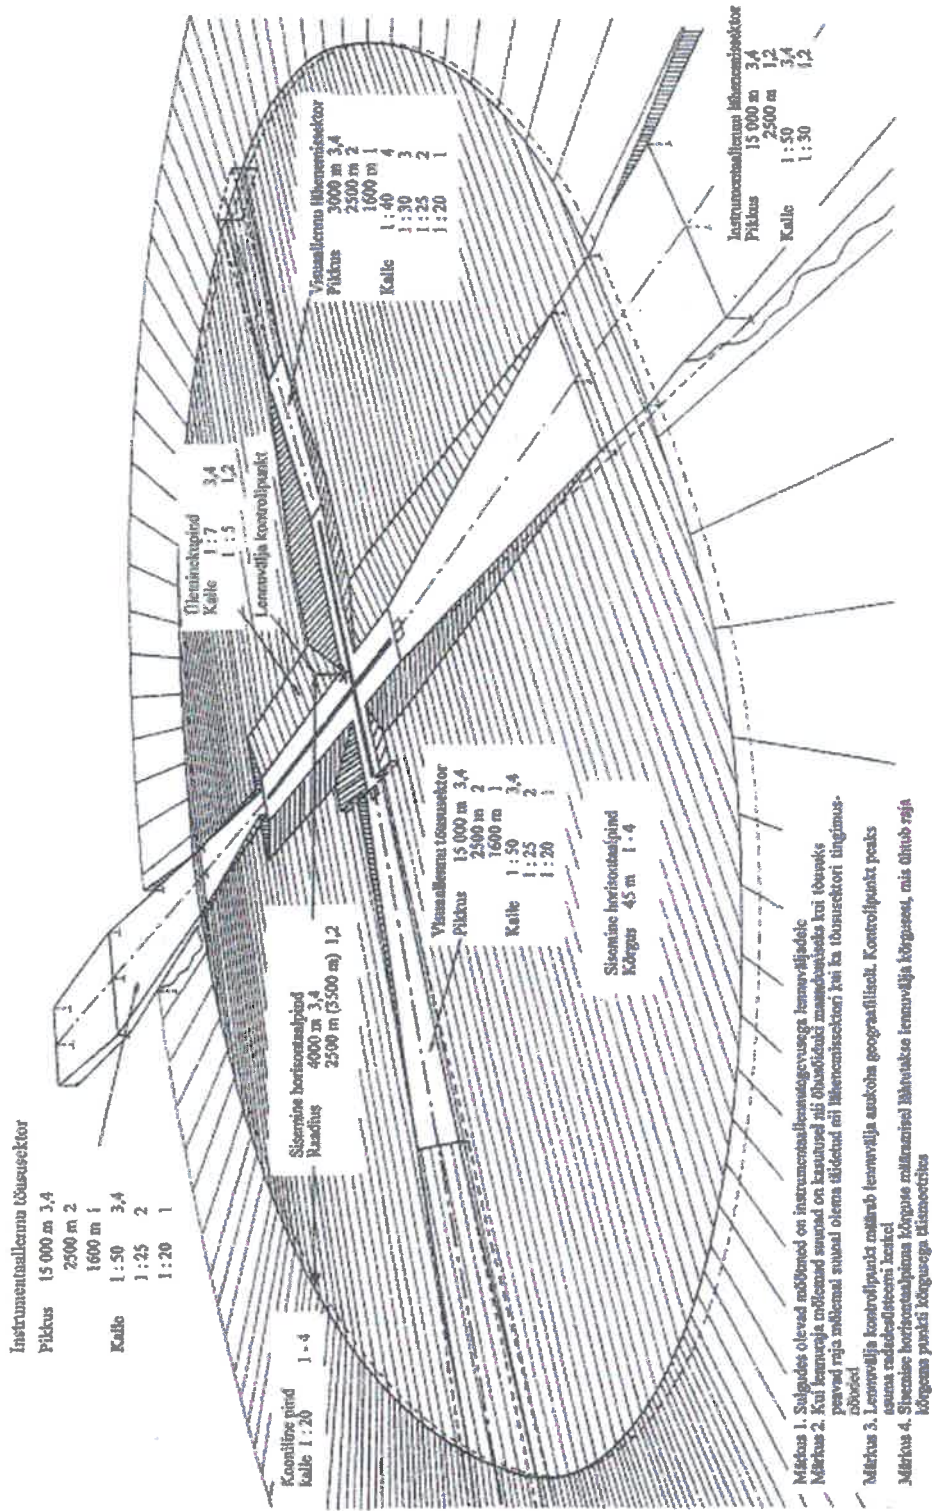 Instrumentaallennu tõususektor
Pikkus 15 000 m 3,4
2500 m 2
1600 m 1
Kalle 1 : 50 3,4
1 : 25 2
1 : 20 1
Kooniline pind
kalle 1 : 20 1 - 4
Sisemine horisontaalpind
Raadius 4000 m 3,4
2500 m (5500 m) 1,2
Üleminekupind
Kalle 1 : 7 3,4
1 : 5 1,2
Lennuvälja kontrollpunkt
Visuaallennu lähenemissektor
Pikkus 3000 m 3,4
2500 m 2
1600 m 1
Kalle 1 : 40 4
1 : 30 3
1 : 25 2
1 : 20 1
Visuaallennu tõususektor
Pikkus 15 000 m 3,4
2500 m 2
1600 m 1
Kalle 1 : 50 3,4
1 : 25 2
1 : 20 1
Sisemine horisontaalpind
Kõrgus 45 m 1 ÷ 4
Instrumentaallennu lähenemissektor
Pikkus 15 000 m 3,4
2500 m 1,2
Kalle 1 : 50 3,4
1 : 30 1,2
Märkus 1. Sulgudes olevad mõõtmed on instrumentaallennutegevusega lennuväljadele
Märkus 2. Kui lennuraja mõlemad suunad on kasutusel nii õhusõiduki maandumiseks kui tõusuks
peavad raja mõlemal suunal olema täidetud nii lähenemissektori kui ka tõususektori tingimus-
nõuded
Märkus 3. Lennuvälja kontrollpunkt määrab lennuvälja asukoha geograafiliselt. Kontrollpunkt peaks
asuma radadesüsteemi keskel
Märkus 4. Sisemise horisontaalpinna kõrguse määramisel lähtutakse lennuvälja kõrgusest, mis ühtub raja
kõrgema punkti kõrgusega täismeetrites